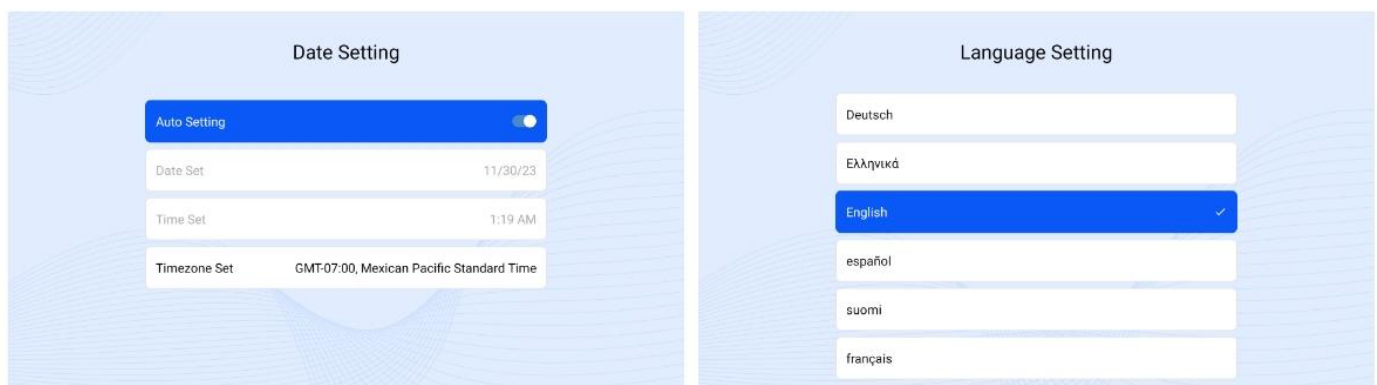 Date Setting
Auto Setting
Date Set 11/30/23
Time Set 1:19 AM
Timezone Set GMT-07:00, Mexican Pacific Standard Time
Language Setting
Deutsch
Ελληνικά
English
español
suomi
français